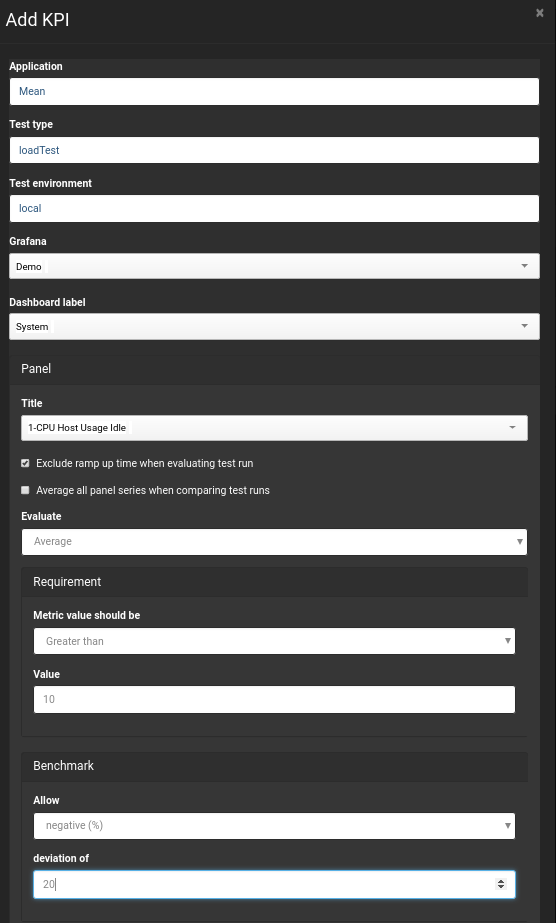 Add KPI
×
Application
Mean
Test type
loadTest
Test environment
local
Grafana
Demo
Dashboard label
System
Panel
Title
1-CPU Host Usage Idle
Exclude ramp up time when evaluating test run
Average all panel series when comparing test runs
Evaluate
Average
Requirement
Metric value should be
Greater than
Value
10
Benchmark
Allow
negative (%)
deviation of
20